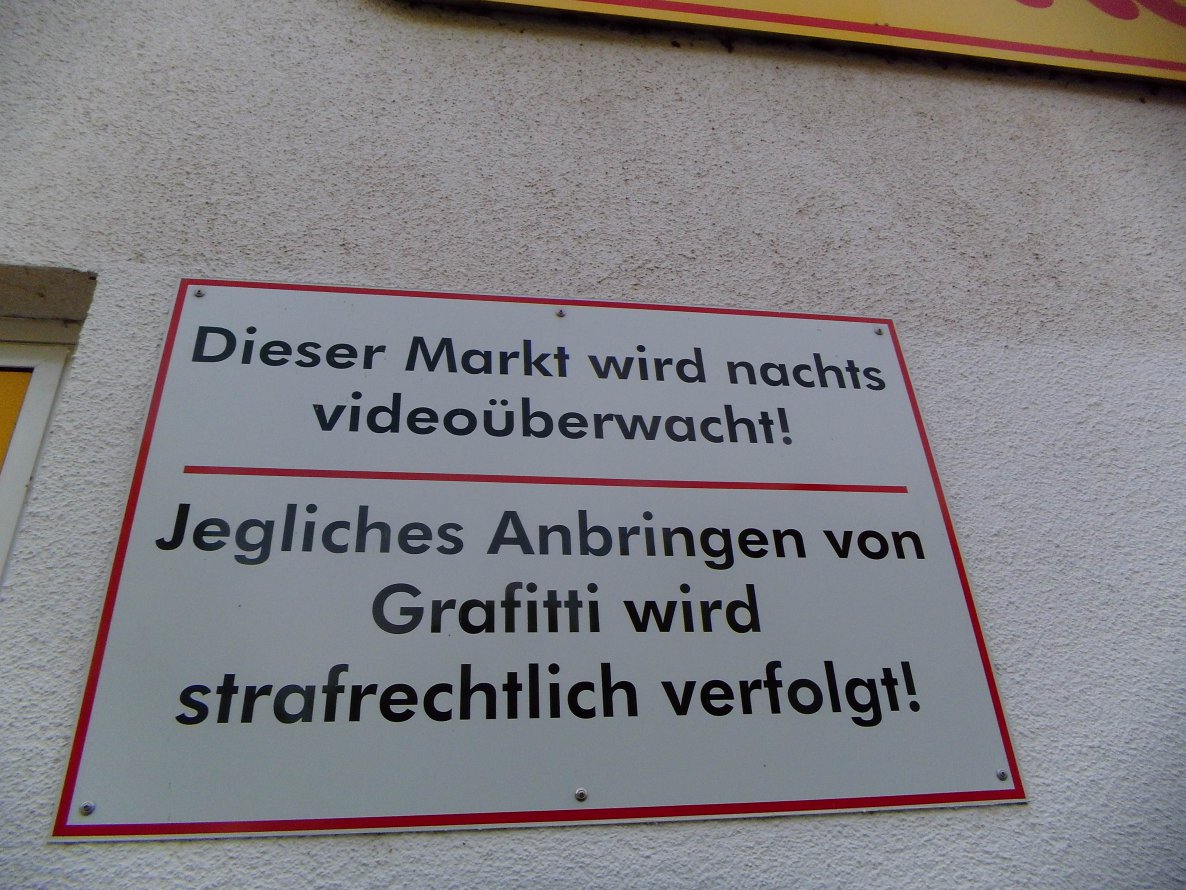 Dieser Markt wird nachts
videoüberwacht!
Jegliches Anbringen von
Grafitti wird
strafrechtlich verfolgt!